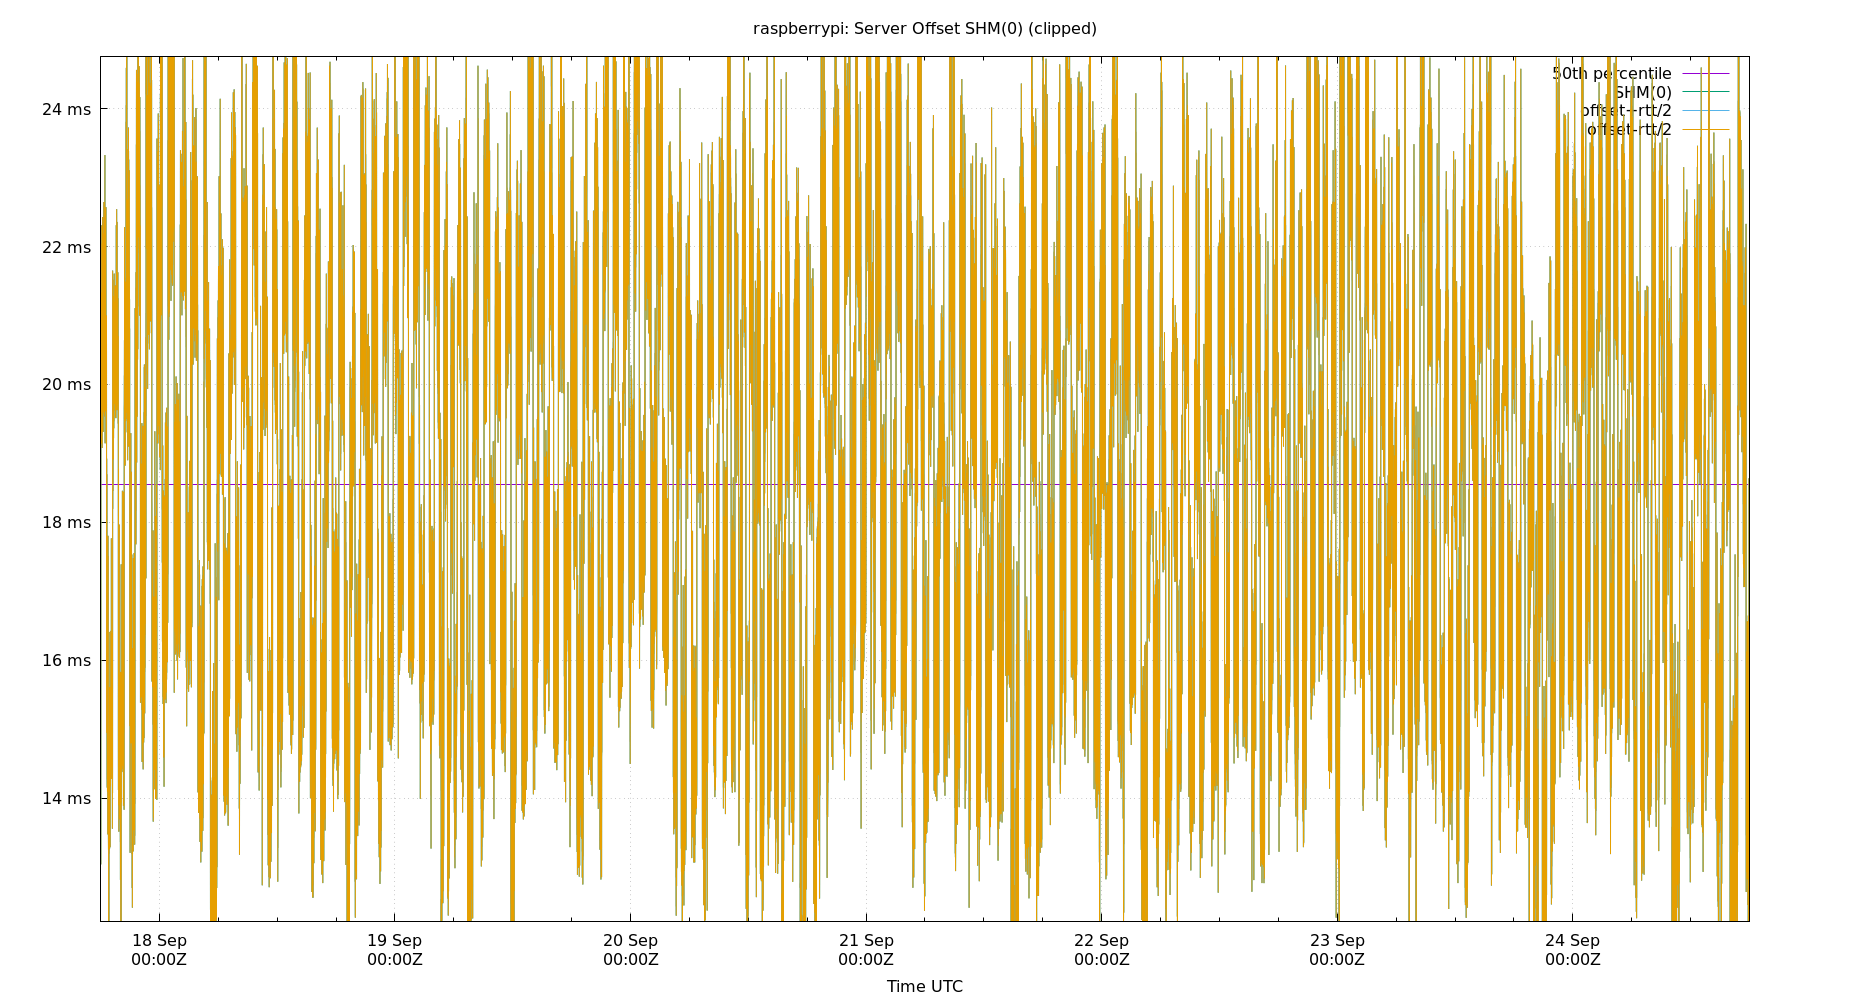 raspberrypi: Server Offset SHM(0) (clipped)
50th percentile
SHM(0)
offset+rtt/2
offset-rtt/2
24 ms
22 ms
20 ms
18 ms
16 ms
14 ms
18 Sep
00:00Z
19 Sep
00:00Z
20 Sep
00:00Z
21 Sep
00:00Z
22 Sep
00:00Z
23 Sep
00:00Z
24 Sep
00:00Z
Time UTC